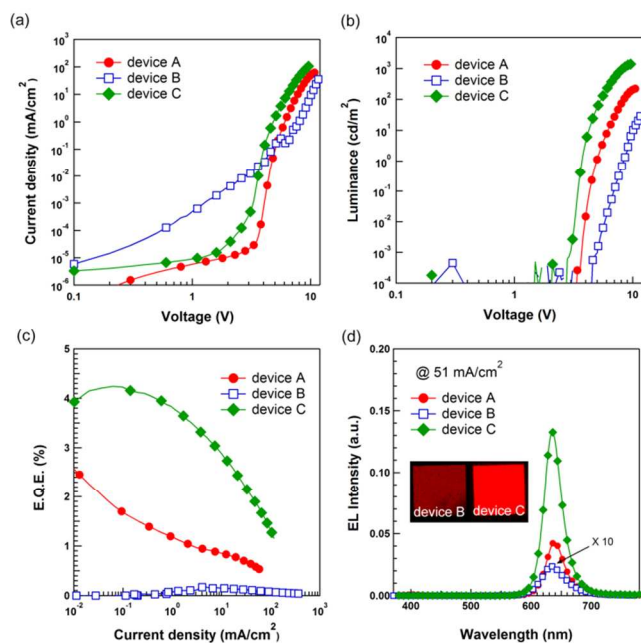 (a)
10³
10²
10¹
10⁰
10⁻¹
10⁻²
10⁻³
10⁻⁴
10⁻⁵
10⁻⁶
Current density (mA/cm²)
device A
device B
device C
0.1
1
10
Voltage (V)
(b)
10⁴
10³
10²
10¹
10⁰
10⁻¹
10⁻²
10⁻³
10⁻⁴
Luminance (cd/m²)
device A
device B
device C
0.1
1
10
Voltage (V)
(c)
5
4
3
2
1
0
E.Q.E. (%)
device A
device B
device C
10⁻²
10⁻¹
10⁰
10¹
10²
10³
Current density (mA/cm²)
(d)
0.20
0.15
0.10
0.05
0.00
EL Intensity (a.u.)
@ 51 mA/cm²
device A
device B
device C
device B
device C
X 10
400
500
600
700
Wavelength (nm)